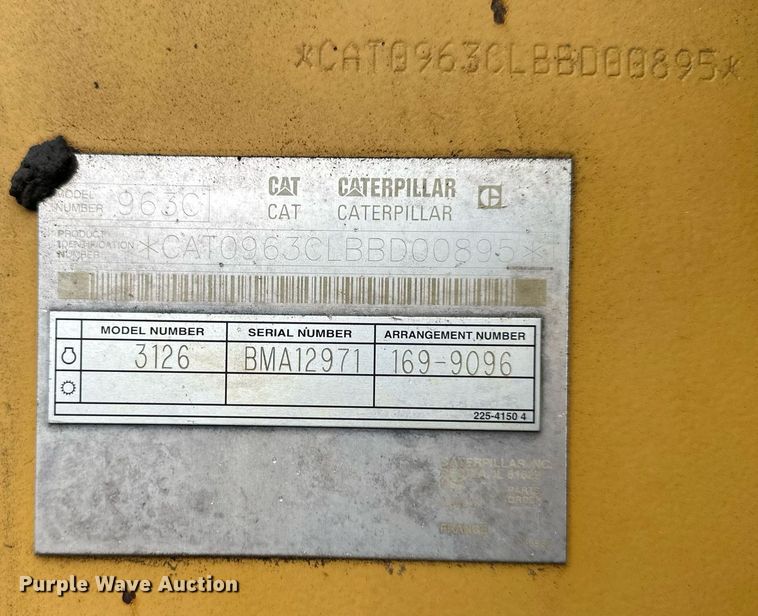 *CAT0963CLBBD00895*
MODEL NUMBER 963C
CAT CATERPILLAR
CAT CATERPILLAR
PRODUCT IDENTIFICATION NUMBER *CAT0963CLBBD00895*
MODEL NUMBER SERIAL NUMBER ARRANGEMENT NUMBER
3126 BMA12971 169-9096
225-4150 4
CATERPILLAR INC.
FRANCE
Purple Wave Auction